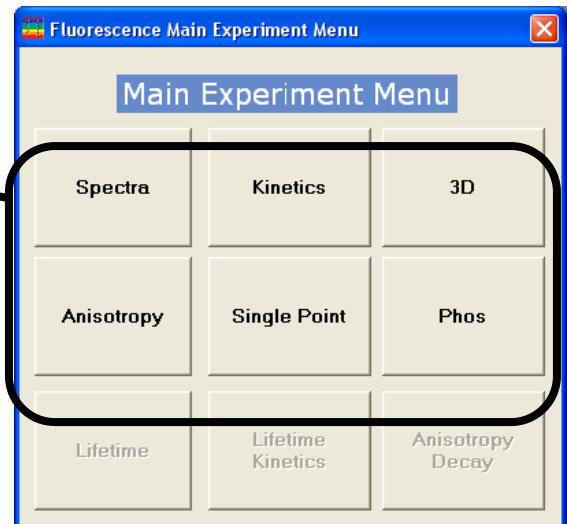 Fluorescence Main Experiment Menu
Main Experiment Menu
Spectra Kinetics 3D
Anisotropy Single Point Phos
Lifetime Lifetime Kinetics Anisotropy Decay